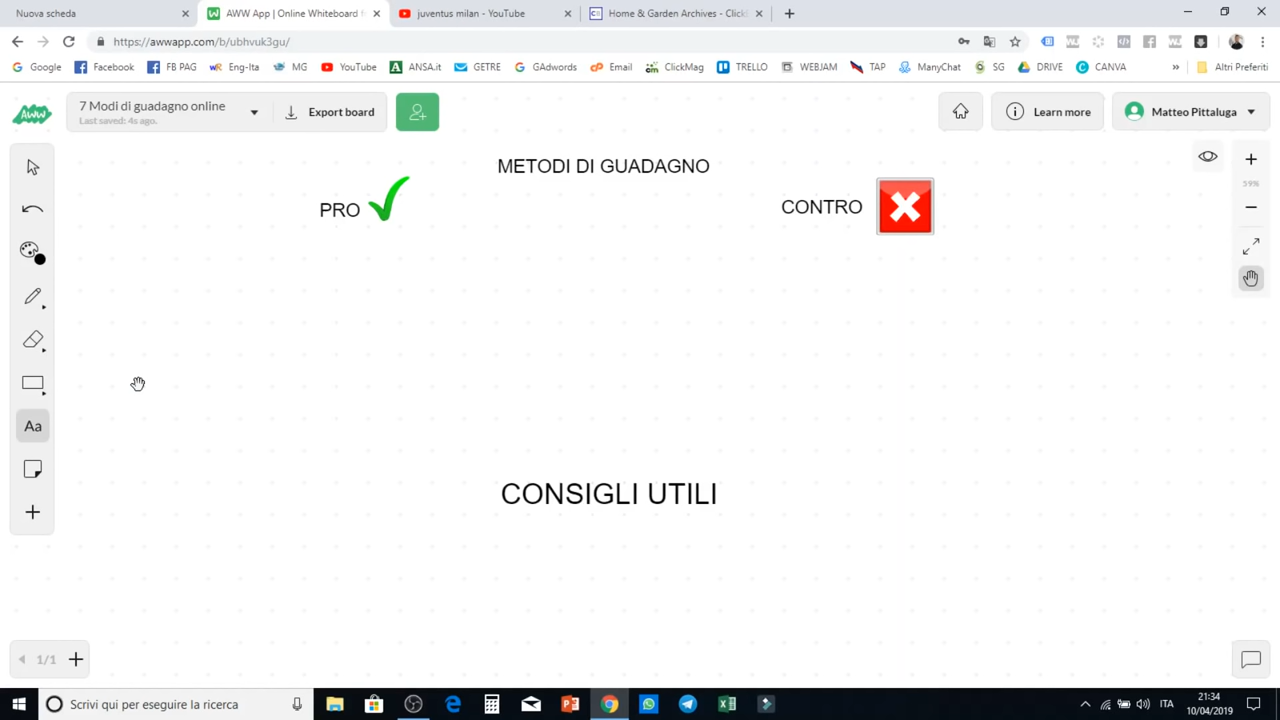 Nuova scheda
AWW App | Online Whiteboard f
juventus milan - YouTube
Home & Garden Archives - Click
https://awwapp.com/b/ubhvuk3gu/
Google Facebook FB PAG Eng-Ita MG YouTube ANSA.it GETRE GAdwords Email ClickMag TRELLO WEBJAM TAP ManyChat SG DRIVE CANVA » Altri Preferiti
AWW
7 Modi di guadagno online
Last saved: 4s ago.
Export board
Learn more
Matteo Pittaluga
METODI DI GUADAGNO
PRO
CONTRO
59%
Aa
CONSIGLI UTILI
1/1
Scrivi qui per eseguire la ricerca
ITA
21:34
10/04/2019